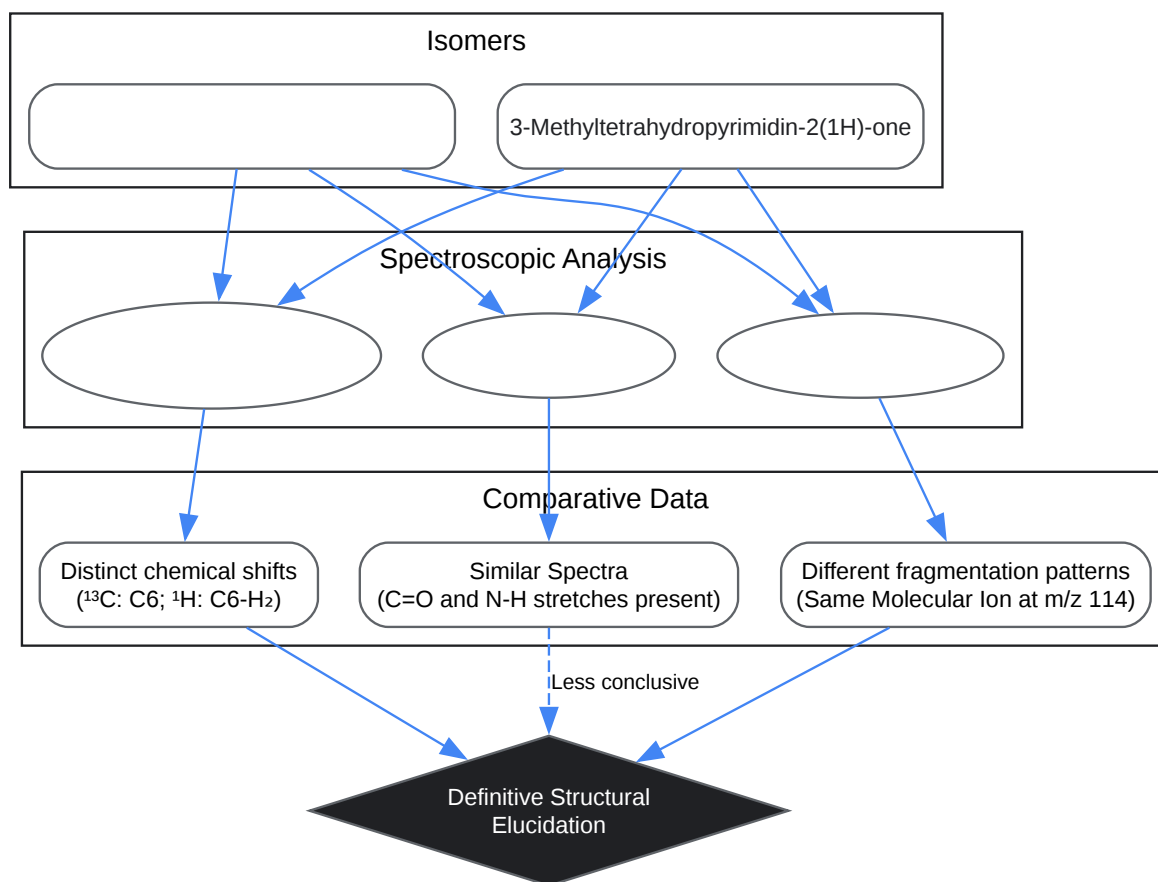 Isomers
3-Methyltetrahydropyrimidin-2(1H)-one
Spectroscopic Analysis
Comparative Data
Distinct chemical shifts
(¹³C: C6; ¹H: C6-H₂)
Similar Spectra
(C=O and N-H stretches present)
Different fragmentation patterns
(Same Molecular Ion at m/z 114)
Less conclusive
Definitive Structural
Elucidation